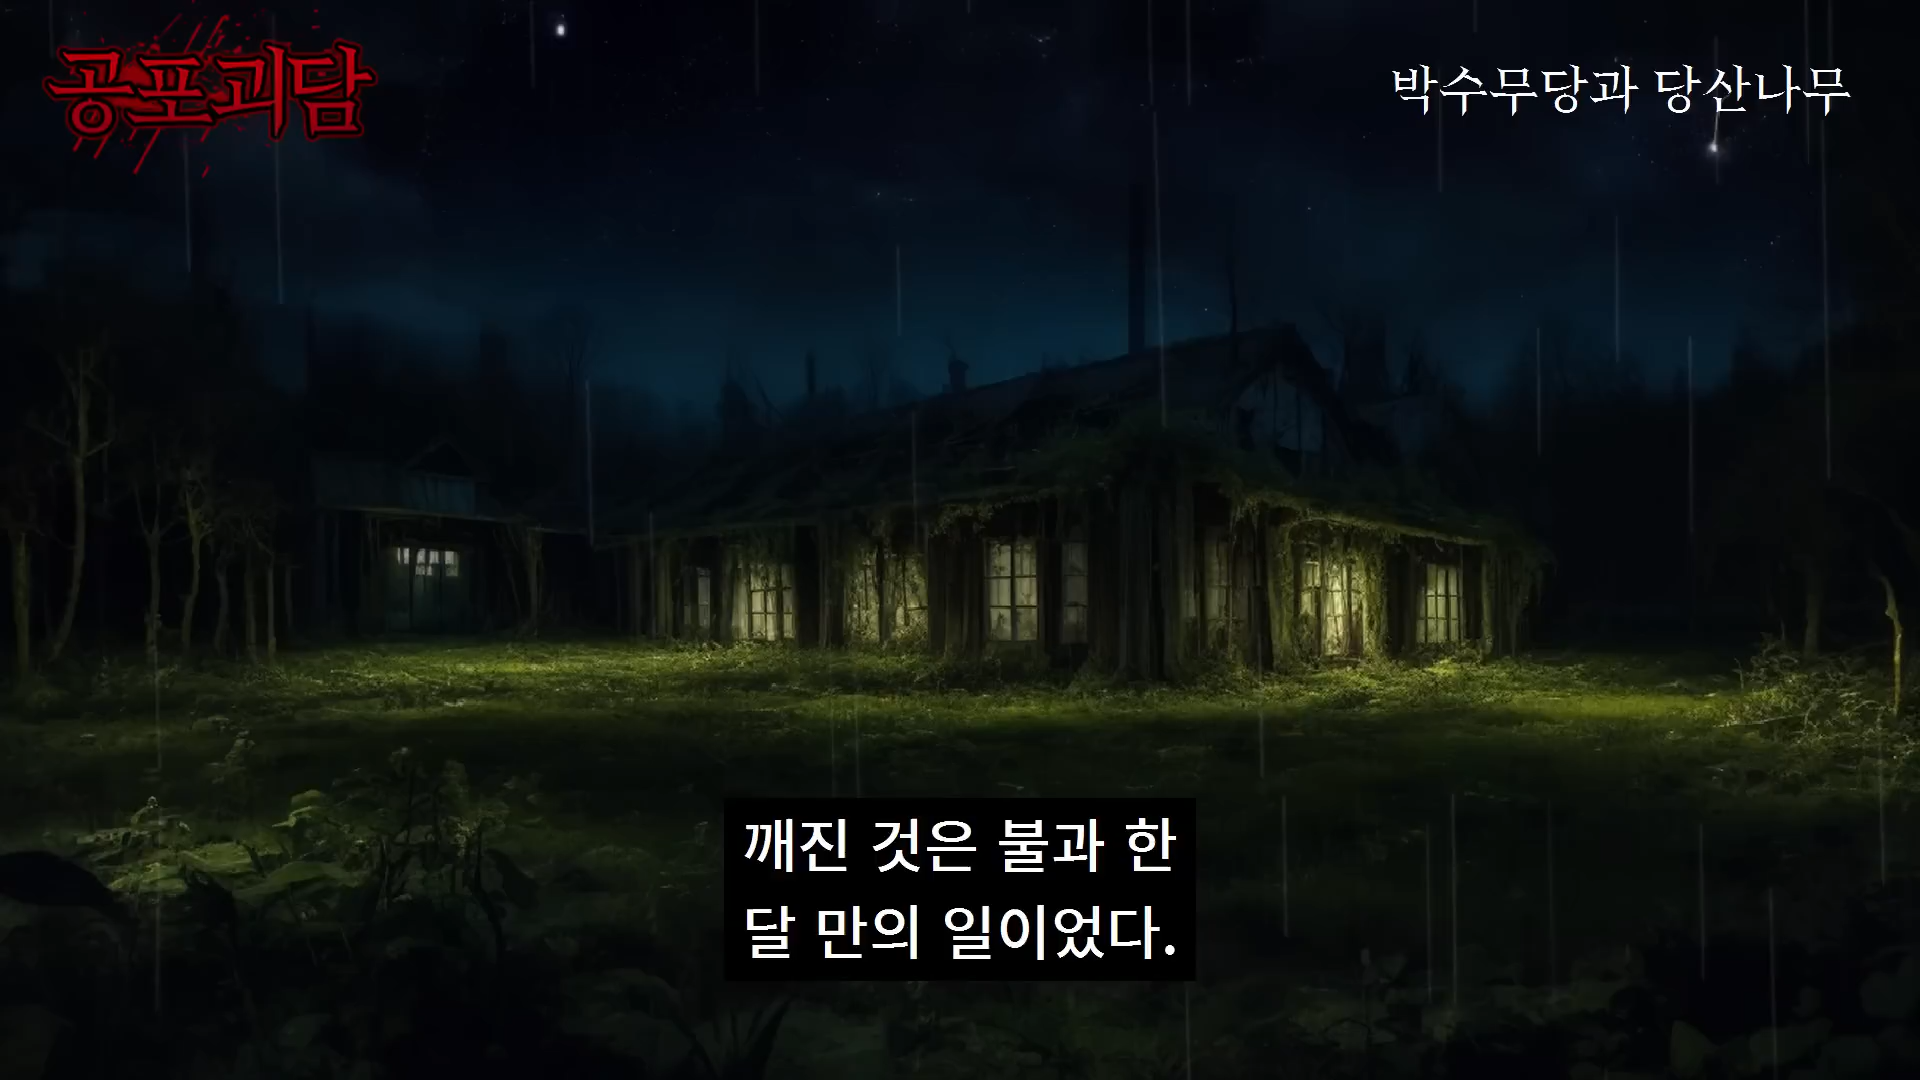 공포괴담
박수무당과 당산나무
깨진 것은 불과 한
달 만의 일이었다.